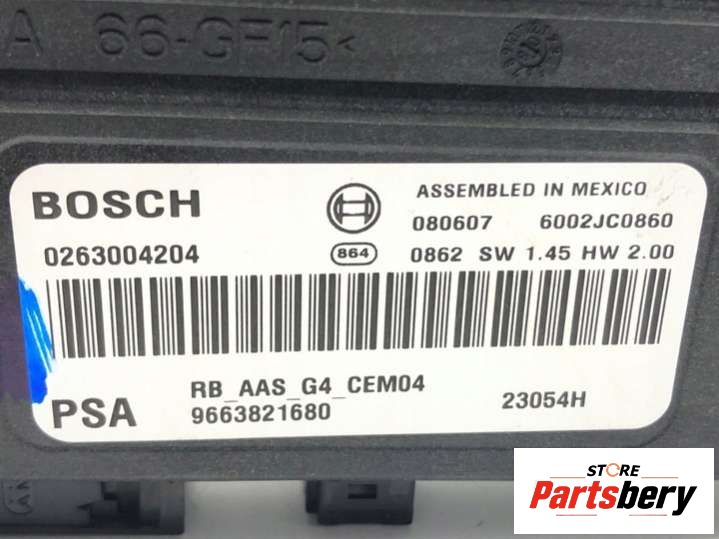 A 66-GF15<
BOSCH
ASSEMBLED IN MEXICO
080607 6002JC0860
0263004204
864
0862 SW 1.45 HW 2.00
RB_AAS_G4_CEM04
PSA
9663821680
23054H
STORE
Partsbery